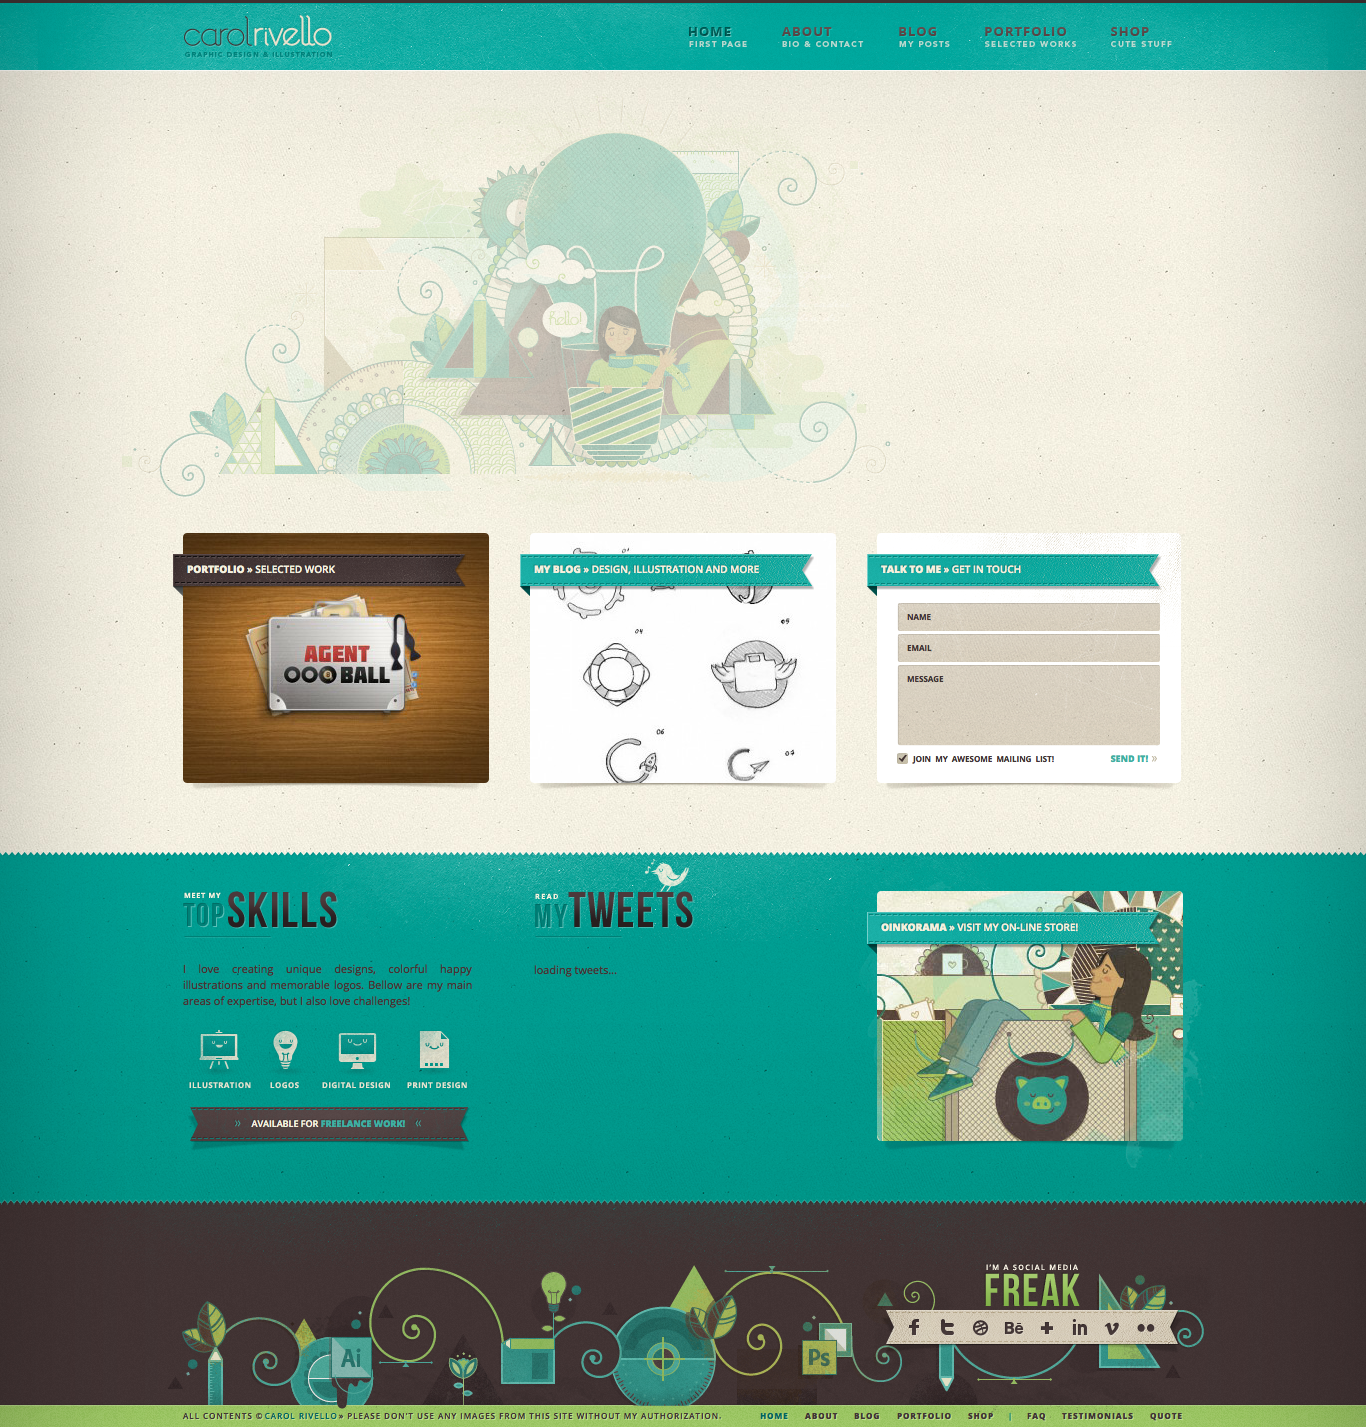 carolrivello
GRAPHIC DESIGN & ILLUSTRATION
HOME ABOUT BLOG PORTFOLIO SHOP
FIRST PAGE BIO & CONTACT MY POSTS SELECTED WORKS CUTE STUFF
hello!
PORTFOLIO » SELECTED WORK
AGENT
OOO8 BALL
MY BLOG » DESIGN, ILLUSTRATION AND MORE
04
05
06
07
TALK TO ME » GET IN TOUCH
NAME
EMAIL
MESSAGE
JOIN MY AWESOME MAILING LIST!
SEND IT! »
MEET MY
TOP SKILLS
I love creating unique designs, colorful happy
illustrations and memorable logos. Bellow are my main
areas of expertise, but I also love challenges!
ILLUSTRATION LOGOS DIGITAL DESIGN PRINT DESIGN
» AVAILABLE FOR FREELANCE WORK! «
READ
MY TWEETS
loading tweets...
OINKORAMA » VISIT MY ON-LINE STORE!
Ai
Ps
I'M A SOCIAL MEDIA
FREAK
f t Bē + in v
ALL CONTENTS © CAROL RIVELLO » PLEASE DON'T USE ANY IMAGES FROM THIS SITE WITHOUT MY AUTHORIZATION.
HOME ABOUT BLOG PORTFOLIO SHOP | FAQ TESTIMONIALS QUOTE